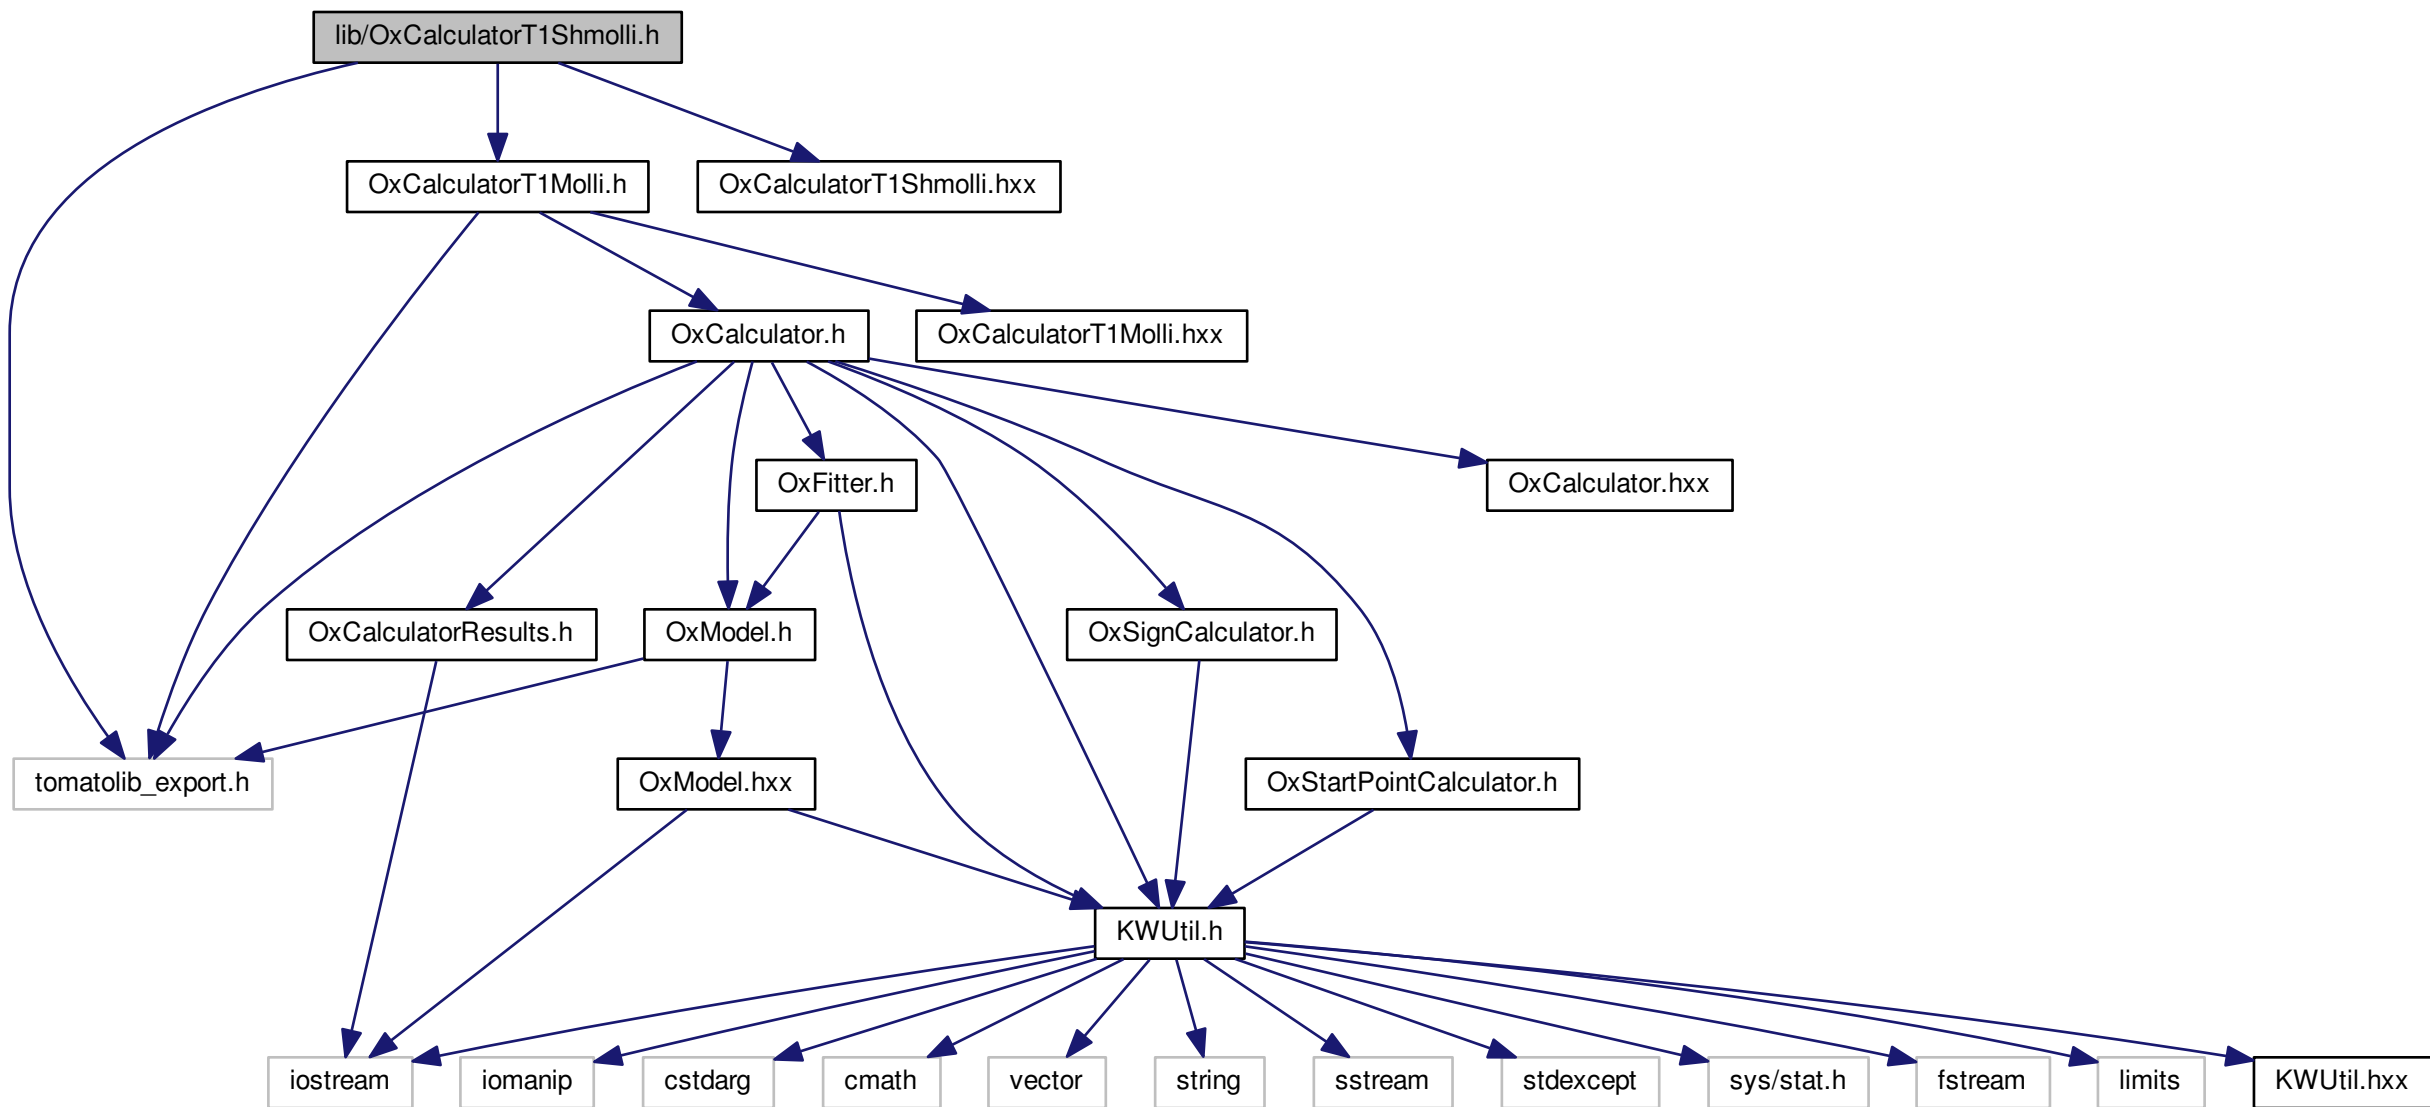 lib/OxCalculatorT1Shmolli.h
OxCalculatorT1Molli.h
OxCalculatorT1Shmolli.hxx
OxCalculator.h
OxCalculatorT1Molli.hxx
OxFitter.h
OxCalculator.hxx
OxCalculatorResults.h
OxModel.h
OxSignCalculator.h
tomatolib_export.h
OxModel.hxx
OxStartPointCalculator.h
KWUtil.h
iostream
iomanip
cstdarg
cmath
vector
string
sstream
stdexcept
sys/stat.h
fstream
limits
KWUtil.hxx